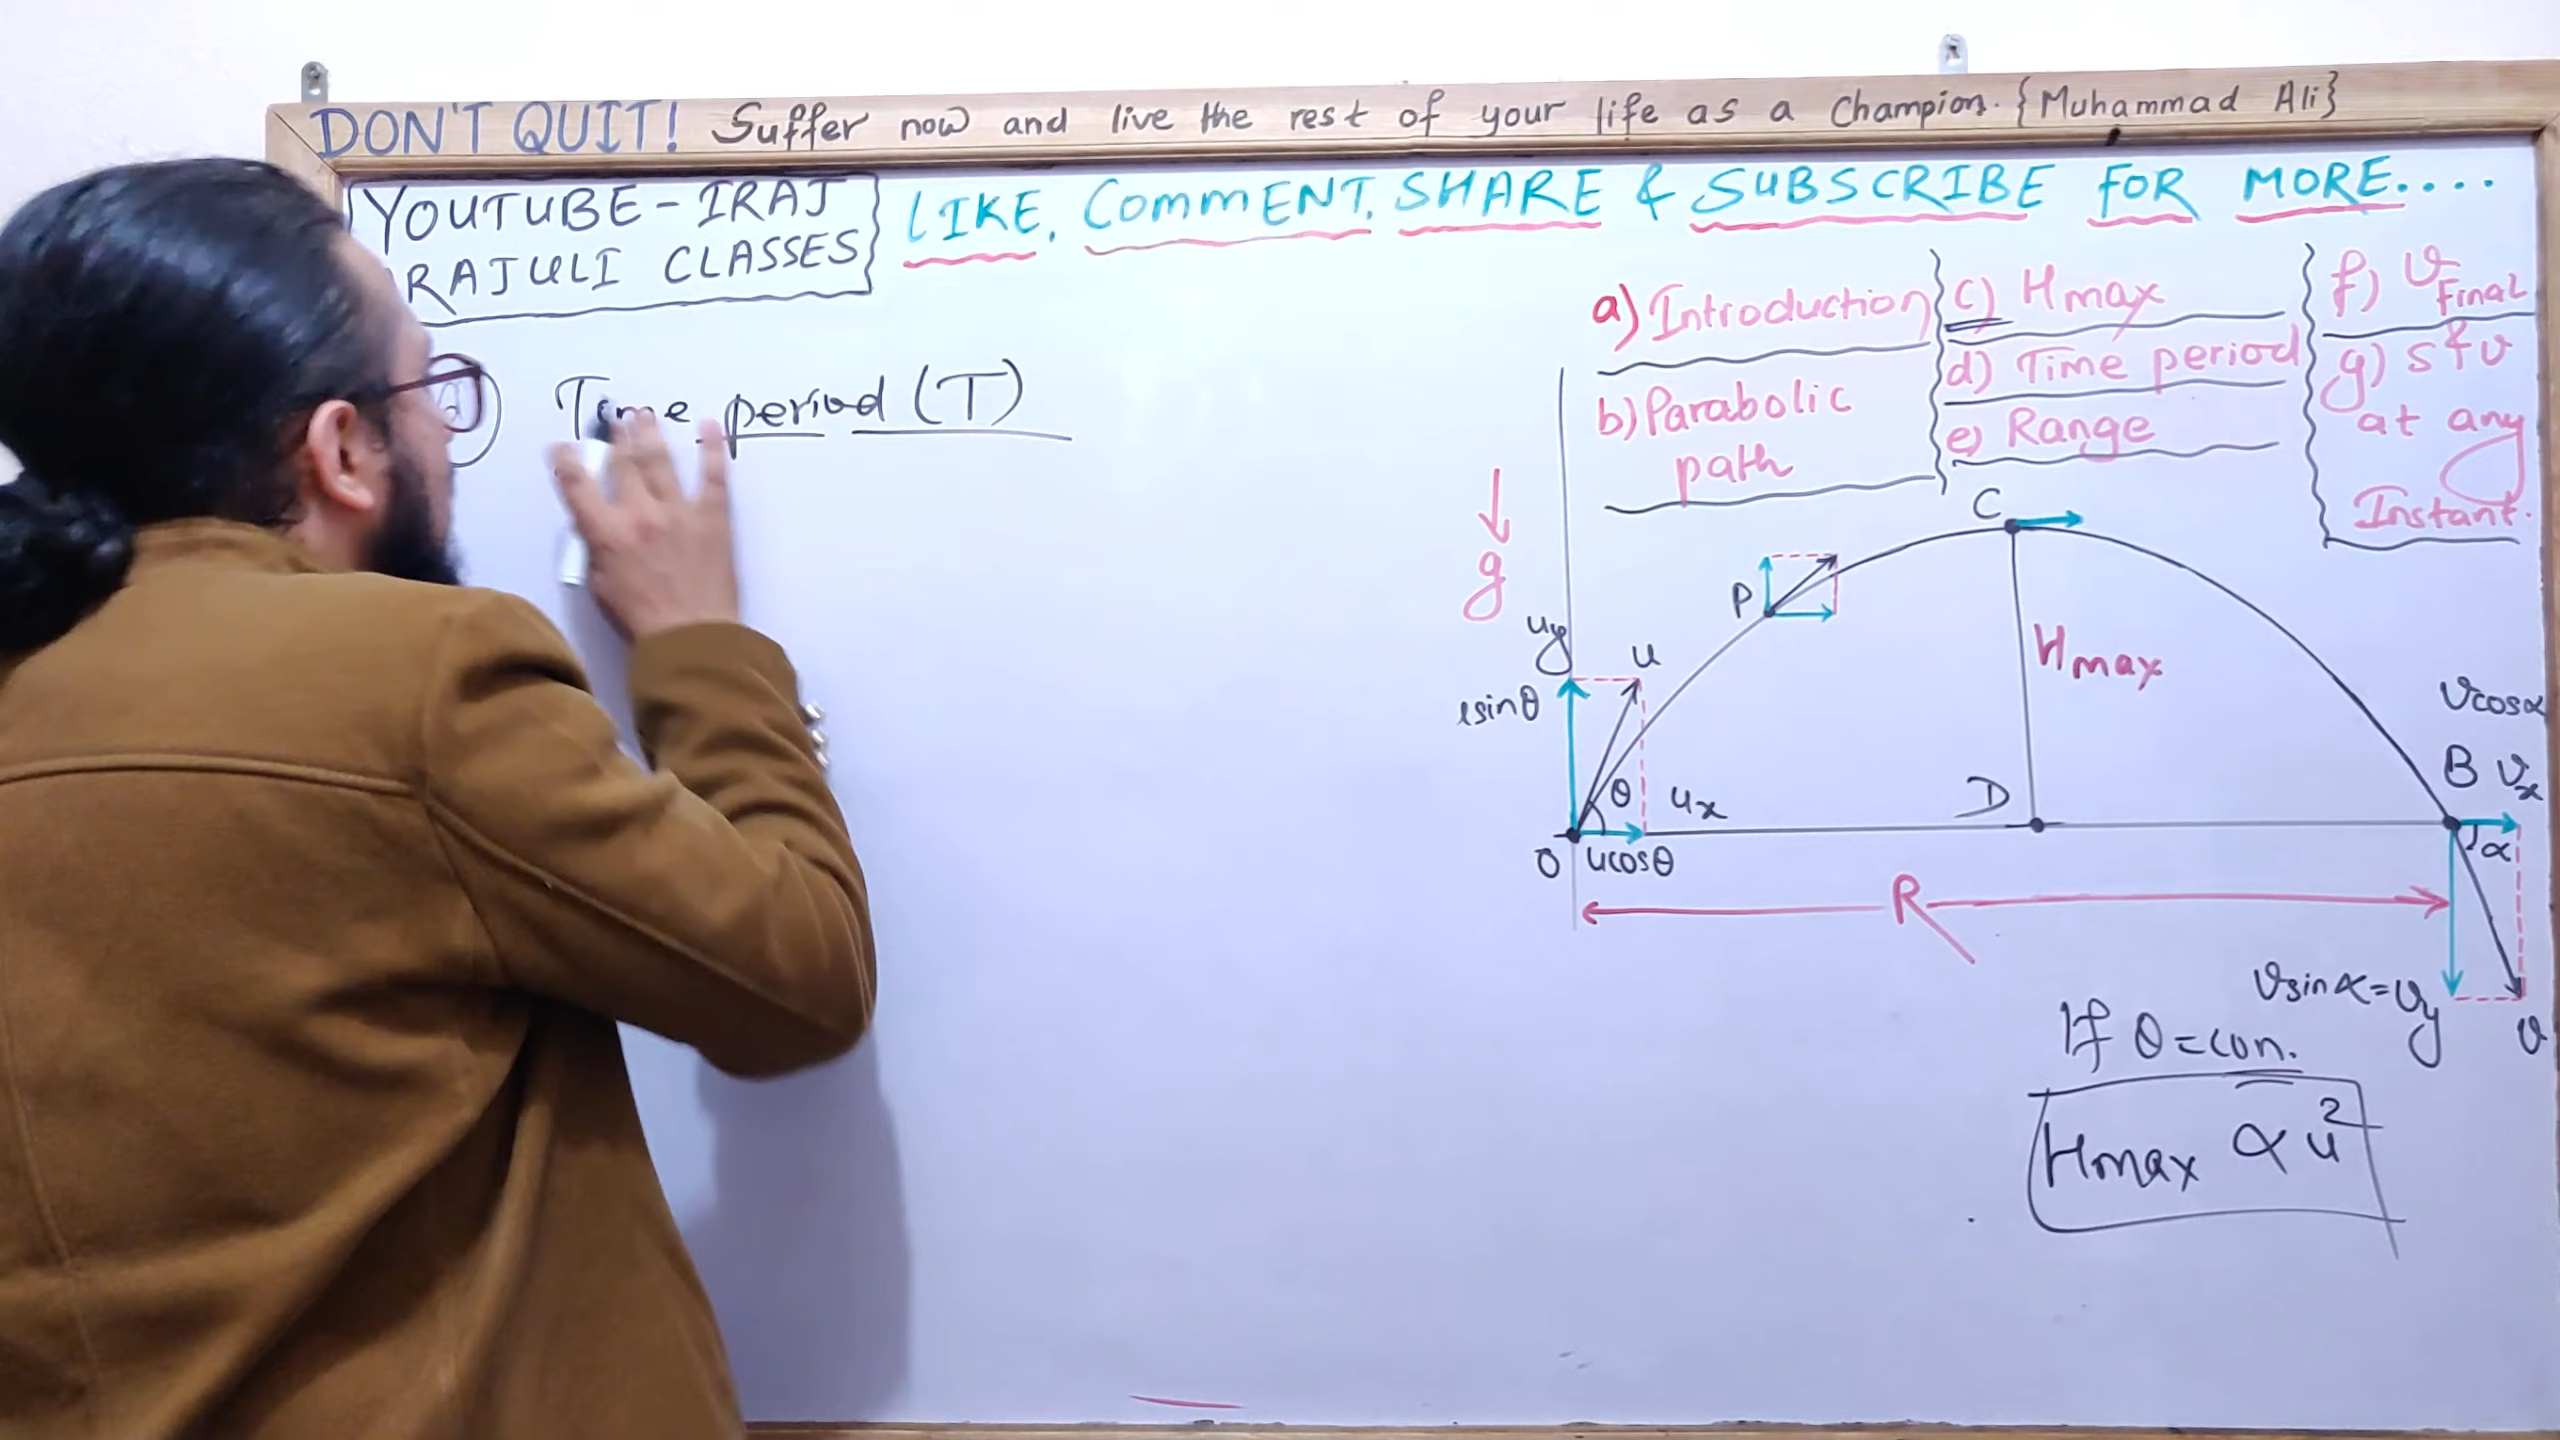 DON'T QUIT! Suffer now and live the rest of your life as a Champion. {Muhammad Ali}
YOUTUBE - IRAJ
RAJULI CLASSES
LIKE, COMMENT, SHARE & SUBSCRIBE FOR MORE....
a) Introduction
b) Parabolic
path
c) Hmax
d) Time period
e) Range
f) vFinal
g) s & v
at any
Instant.
d
Time period (T)
g
uy
u
usinθ
θ
ux
O
ucosθ
P
C
Hmax
D
R
vcosα
B vx
α
vsinα = vy
v
If θ = con.
Hmax ∝ u²